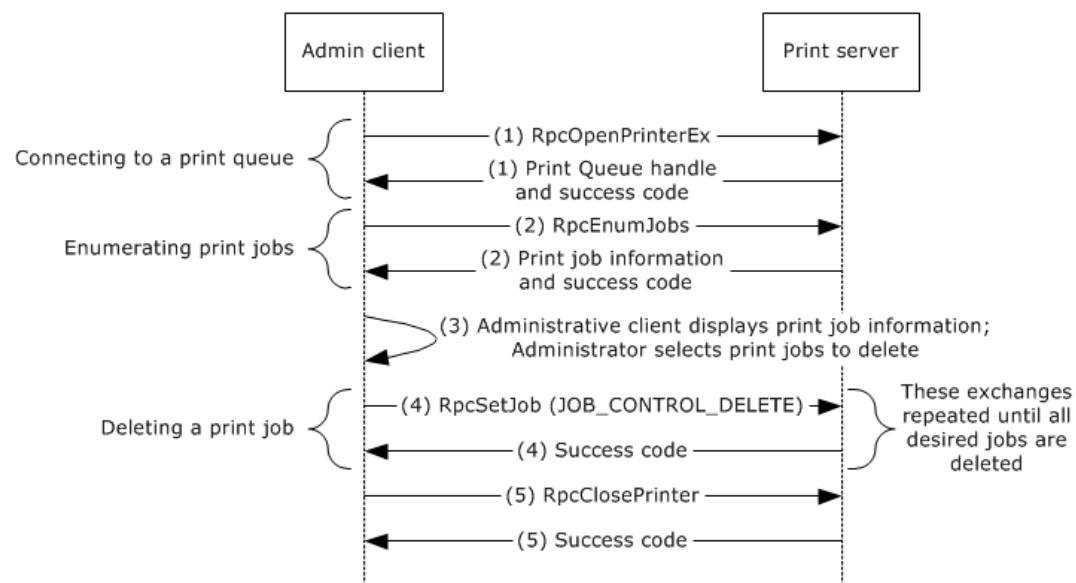 Admin client
Print server
(1) RpcOpenPrinterEx
Connecting to a print queue
(1) Print Queue handle
and success code
(2) RpcEnumJobs
Enumerating print jobs
(2) Print job information
and success code
(3) Administrative client displays print job information;
Administrator selects print jobs to delete
(4) RpcSetJob (JOB_CONTROL_DELETE)
Deleting a print job
These exchanges
repeated until all
desired jobs are
deleted
(4) Success code
(5) RpcClosePrinter
(5) Success code